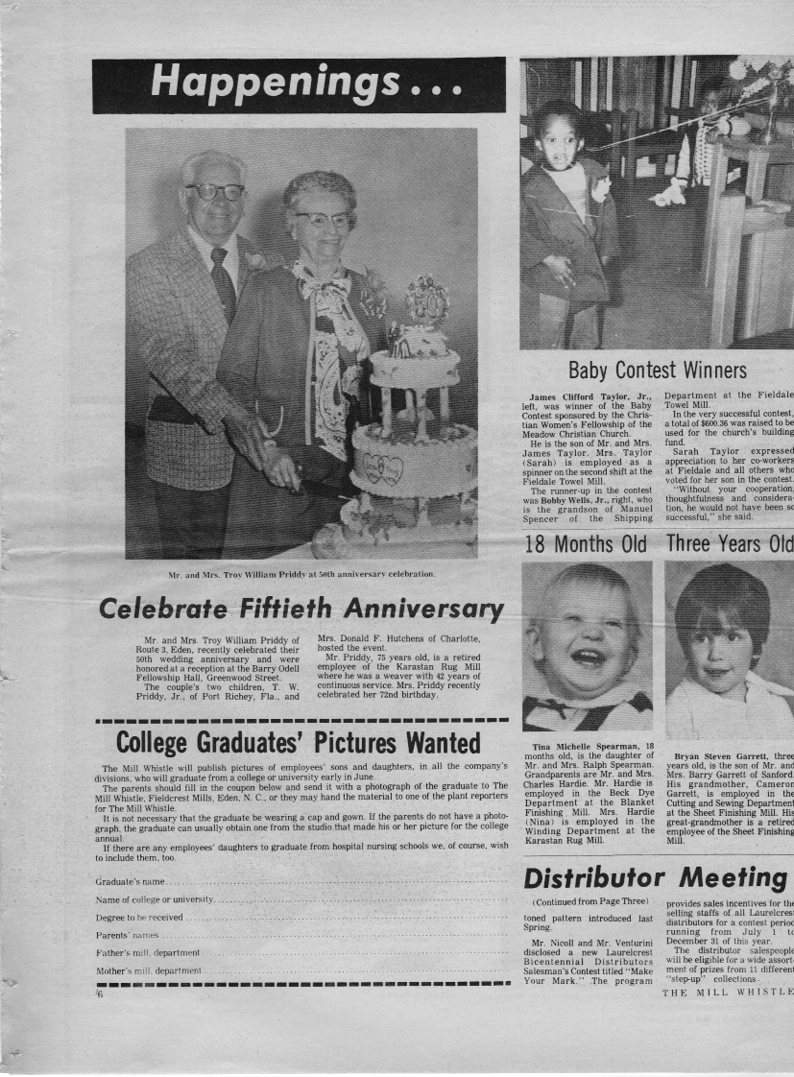 Happenings...
50
Mr. and Mrs. Troy William Priddy at 50th anniversary celebration.
Celebrate Fiftieth Anniversary
Mr. and Mrs. Troy William Priddy of
Route 3, Eden, recently celebrated their
50th wedding anniversary and were
honored at a reception at the Barry Odell
Fellowship Hall, Greenwood Street.
The couple's two children, T. W.
Priddy, Jr., of Port Richey, Fla., and
Mrs. Donald F. Hutchens of Charlotte,
hosted the event.
Mr. Priddy, 75 years old, is a retired
employee of the Karastan Rug Mill
where he was a weaver with 42 years of
continuous service. Mrs. Priddy recently
celebrated her 72nd birthday.
College Graduates' Pictures Wanted
The Mill Whistle will publish pictures of employees' sons and daughters, in all the company's
divisions, who will graduate from a college or university early in June.
The parents should fill in the coupon below and send it with a photograph of the graduate to The
Mill Whistle, Fieldcrest Mills, Eden, N. C., or they may hand the material to one of the plant reporters
for The Mill Whistle.
It is not necessary that the graduate be wearing a cap and gown. If the parents do not have a photo-
graph, the graduate can usually obtain one from the studio that made his or her picture for the college
annual.
If there are any employees' daughters to graduate from hospital nursing schools we, of course, wish
to include them, too.
Graduate's name
Name of college or university
Degree to be received
Parents' names
Father's mill, department
Mother's mill, department
6
Baby Contest Winners
James Clifford Taylor, Jr.,
left, was winner of the Baby
Contest sponsored by the Chris-
tian Women's Fellowship of the
Meadow Christian Church.
He is the son of Mr. and Mrs.
James Taylor. Mrs. Taylor
(Sarah) is employed as a
spinner on the second shift at the
Fieldale Towel Mill.
The runner-up in the contest
was Bobby Wells, Jr., right, who
is the grandson of Manuel
Spencer of the Shipping
Department at the Fieldale
Towel Mill.
In the very successful contest,
a total of $600.36 was raised to be
used for the church's building
fund.
Sarah Taylor expressed
appreciation to her co-workers
at Fieldale and all others who
voted for her son in the contest.
"Without your cooperation,
thoughtfulness and considera-
tion, he would not have been so
successful," she said.
18 Months Old
Tina Michelle Spearman, 18
months old, is the daughter of
Mr. and Mrs. Ralph Spearman.
Grandparents are Mr. and Mrs.
Charles Hardie. Mr. Hardie is
employed in the Beck Dye
Department at the Blanket
Finishing Mill. Mrs. Hardie
(Nina) is employed in the
Winding Department at the
Karastan Rug Mill.
Three Years Old
Bryan Steven Garrett, three
years old, is the son of Mr. and
Mrs. Barry Garrett of Sanford.
His grandmother, Cameron
Garrett, is employed in the
Cutting and Sewing Department
at the Sheet Finishing Mill. His
great-grandmother is a retired
employee of the Sheet Finishing
Mill.
Distributor Meeting
(Continued from Page Three)
toned pattern introduced last
Spring.
Mr. Nicoll and Mr. Venturini
disclosed a new Laurelcrest
Bicentennial Distributors
Salesman's Contest titled "Make
Your Mark." The program
provides sales incentives for the
selling staffs of all Laurelcrest
distributors for a contest period
running from July 1 to
December 31 of this year.
The distributor salespeople
will be eligible for a wide assort-
ment of prizes from 11 different
"step-up" collections.
THE MILL WHISTLE